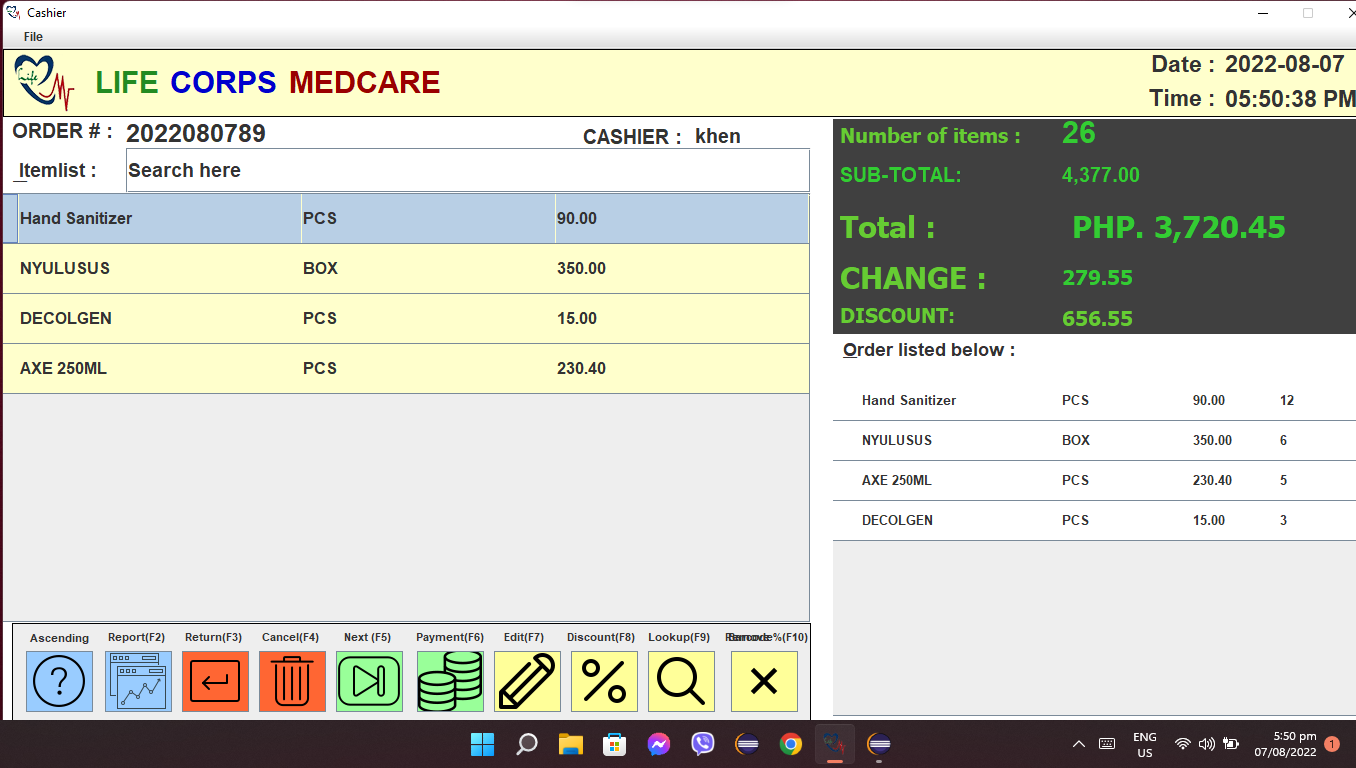 Cashier
File
Life
LIFE CORPS MEDCARE
Date : 2022-08-07
Time : 05:50:38 PM
ORDER # : 2022080789
CASHIER : khen
Itemlist : Search here
Hand Sanitizer PCS 90.00
NYULUSUS BOX 350.00
DECOLGEN PCS 15.00
AXE 250ML PCS 230.40
Number of items : 26
SUB-TOTAL: 4,377.00
Total : PHP. 3,720.45
CHANGE : 279.55
DISCOUNT: 656.55
Order listed below :
Hand Sanitizer PCS 90.00 12
NYULUSUS BOX 350.00 6
AXE 250ML PCS 230.40 5
DECOLGEN PCS 15.00 3
Ascending Report(F2) Return(F3) Cancel(F4) Next (F5) Payment(F6) Edit(F7) Discount(F8) Lookup(F9) %(F10)
ENG
US
5:50 pm
07/08/2022
1